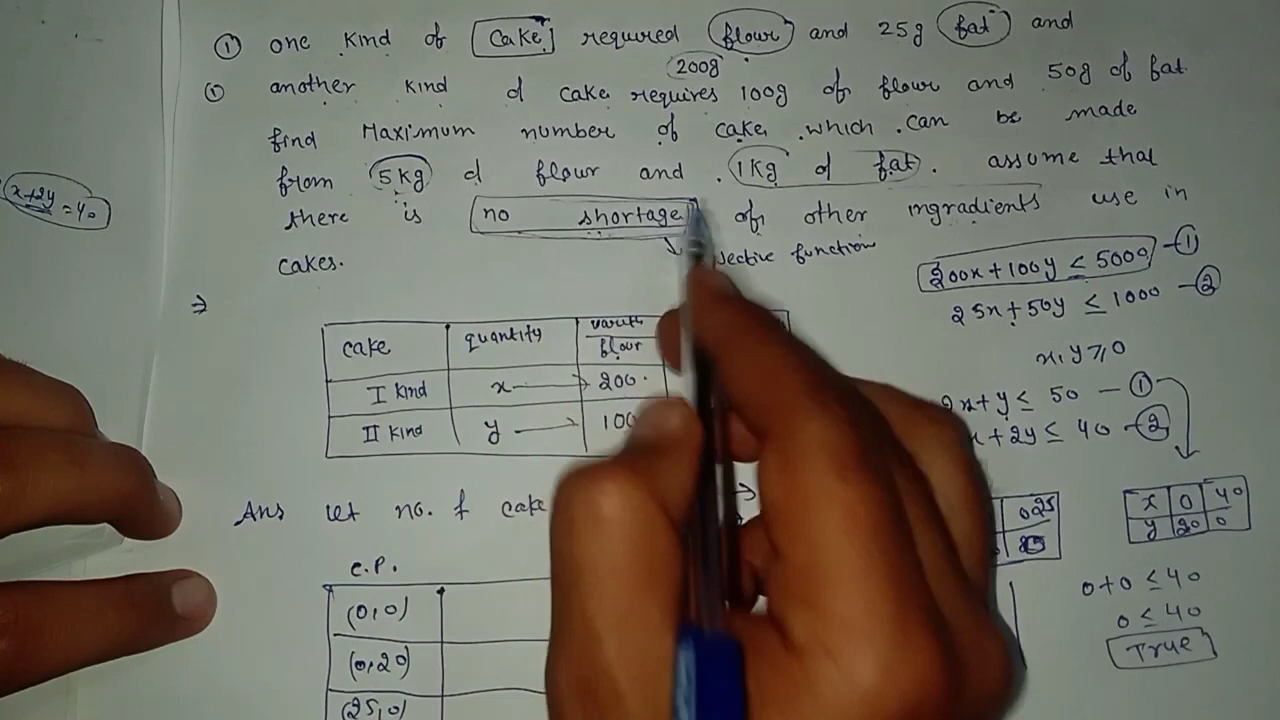 ① one Kind of Cake required flour and 25g fat and
200g
① another Kind of cake requires 100g of flour and 50g of fat
find Maximum number of cake which can be made
from 5Kg of flour and 1Kg of fat. assume that
there is no shortage of other ingradients use in
cakes.
jective function
x+2y = 40
200x+100y ≤ 5000 —①
25x+50y ≤ 1000 —②
x,y ≥ 0
2x+y ≤ 50 —①
x+2y ≤ 40 —②
⇒
cake quantity
flour
I Kind x → 200
II Kind y → 100
Ans let no. of cake
x 0 40
y 20 0
C.P.
(0,0)
(0,20)
(25,0)
0+0 ≤ 40
0 ≤ 40
True